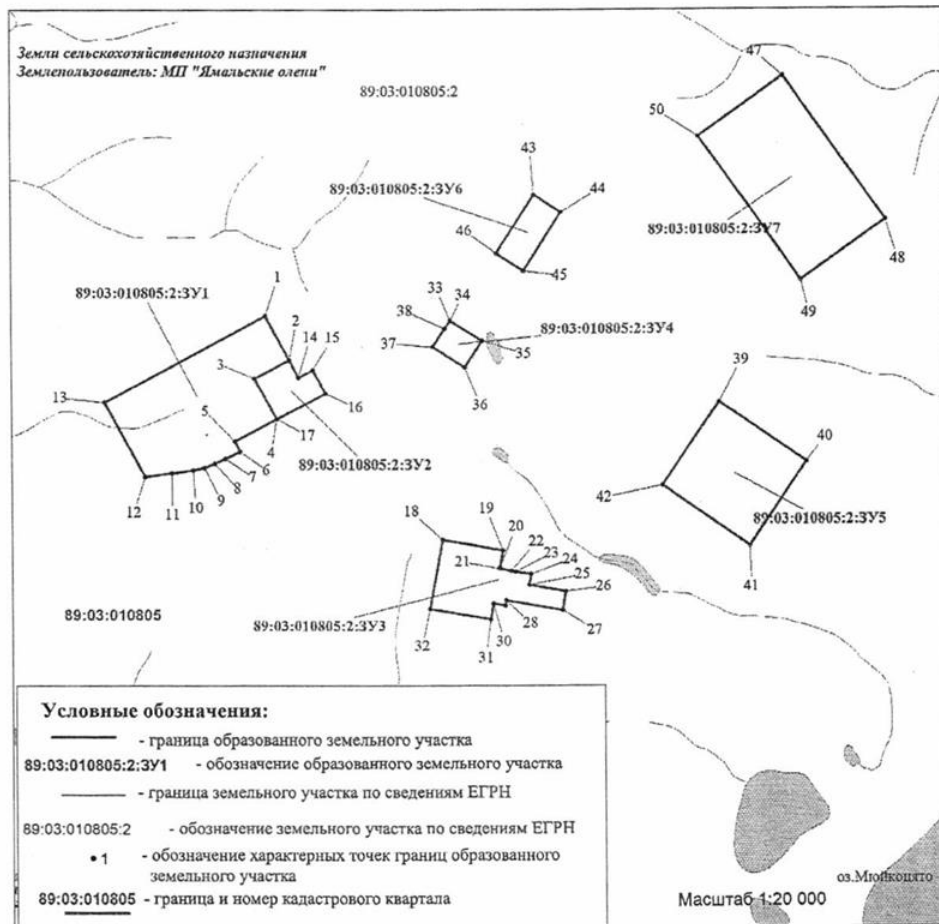 Земли сельскохозяйственного назначения
Землепользователь: МП "Ямальские олени"
89:03:010805:2
47
50
43
44
89:03:010805:2:ЗУ6
89:03:010805:2:ЗУ7
46
45
48
49
1
89:03:010805:2:ЗУ1
33
34
2
38
89:03:010805:2:ЗУ4
14
15
37
35
3
36
39
13
16
5
17
4
40
6
89:03:010805:2:ЗУ2
7
8
9
10
11
12
42
89:03:010805:2:ЗУ5
18
19
20
22
23
24
21
25
26
41
89:03:010805
89:03:010805:2:ЗУ3
28
27
32
30
31
Условные обозначения:
- граница образованного земельного участка
89:03:010805:2:ЗУ1 - обозначение образованного земельного участка
- граница земельного участка по сведениям ЕГРН
89:03:010805:2 - обозначение земельного участка по сведениям ЕГРН
•1 - обозначение характерных точек границ образованного
земельного участка
89:03:010805 - граница и номер кадастрового квартала
оз.Мюйкоцято
Масштаб 1:20 000